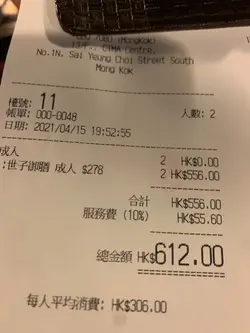 (Mongkok)
CTMA Centre,
No.1N, Sai Yeung Choi Street South
Mong Kok
檯號: 11 人數: 2
帳單: 000-0048
日期: 2021/04/15 19:52:55
成人 2 HK$0.00
:世子御膳 成人 $278 2 HK$556.00
合計 HK$556.00
服務費 (10%) HK$55.60
總金額 HK$612.00
每人平均消費: HK$306.00